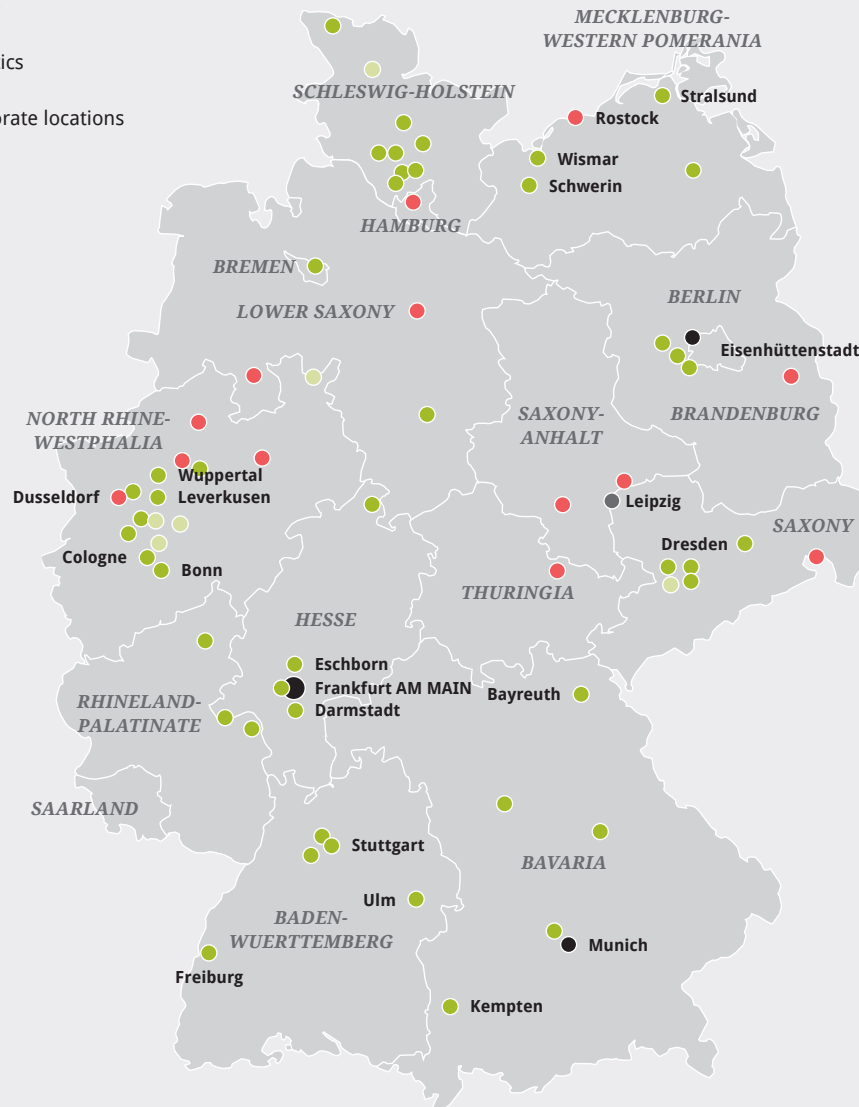 MECKLENBURG-
WESTERN POMERANIA
SCHLESWIG-HOLSTEIN
Stralsund
orate locations
Rostock
Wismar
Schwerin
HAMBURG
BREMEN
LOWER SAXONY
BERLIN
Eisenhüttenstadt
NORTH RHINE-
WESTPHALIA
SAXONY-
ANHALT
BRANDENBURG
Wuppertal
Dusseldorf
Leverkusen
Leipzig
SAXONY
Cologne
Dresden
Bonn
THURINGIA
HESSE
Eschborn
Frankfurt AM MAIN
Bayreuth
RHINELAND-
PALATINATE
Darmstadt
SAARLAND
Stuttgart
BAVARIA
Ulm
BADEN-
WUERTTEMBERG
Munich
Freiburg
Kempten